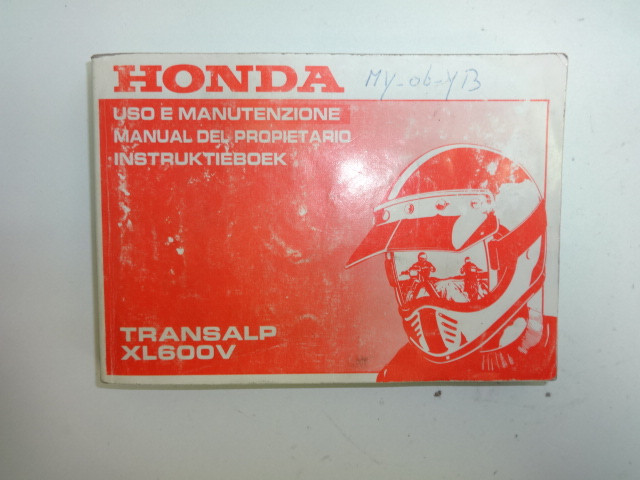 HONDA
MY-06-YB
USO E MANUTENZIONE
MANUAL DEL PROPIETARIO
INSTRUKTIEBOEK
TRANSALP
XL600V